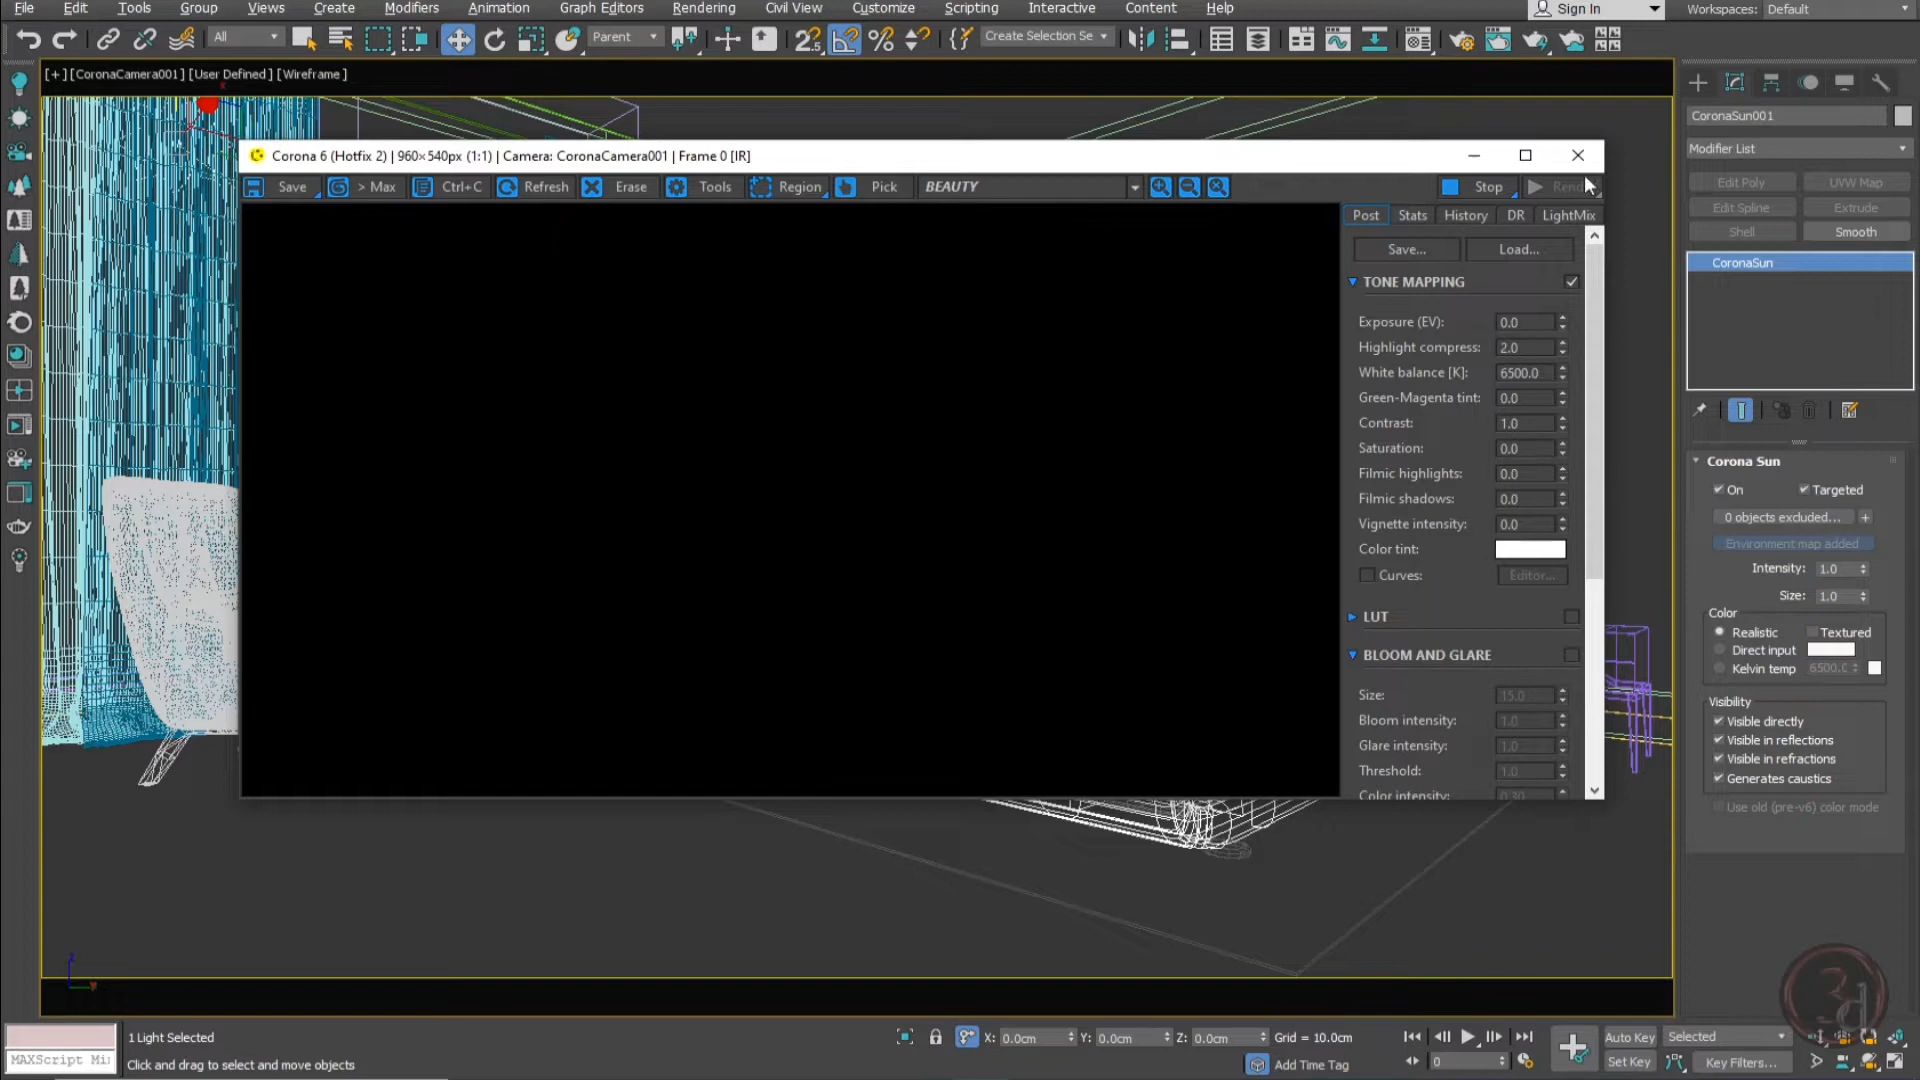 File Edit Tools Group Views Create Modifiers Animation Graph Editors Rendering Civil View Customize Scripting Interactive Content Help Sign In Workspaces: Default
All Parent Create Selection Se
[+] [CoronaCamera001] [User Defined ] [Wireframe ]
CoronaSun001
Modifier List
Edit Poly UVW Map
Edit Spline Extrude
Shell Smooth
CoronaSun
Corona 6 (Hotfix 2) | 960×540px (1:1) | Camera: CoronaCamera001 | Frame 0 [IR]
Save > Max Ctrl+C Refresh Erase Tools Region Pick BEAUTY Stop
Post Stats History DR LightMix
Save... Load...
TONE MAPPING
Exposure (EV): 0.0
Highlight compress: 2.0
White balance [K]: 6500.0
Green-Magenta tint: 0.0
Contrast: 1.0
Saturation: 0.0
Filmic highlights: 0.0
Filmic shadows: 0.0
Vignette intensity: 0.0
Color tint:
Curves: Editor...
LUT
BLOOM AND GLARE
Size: 15.0
Bloom intensity: 1.0
Glare intensity: 1.0
Threshold: 1.0
Color intensity: 0.30
Corona Sun
On Targeted
0 objects excluded... +
Environment map added
Intensity: 1.0
Size: 1.0
Color
Realistic Textured
Direct input
Kelvin temp 6500.0
Visibility
Visible directly
Visible in reflections
Visible in refractions
Generates caustics
Use old (pre-v6) color mode
z
3d
MAXScript Mi
1 Light Selected
Click and drag to select and move objects
X: 0.0cm Y: 0.0cm Z: 0.0cm Grid = 10.0cm
Add Time Tag
0
Auto Key Selected
Set Key Key Filters...